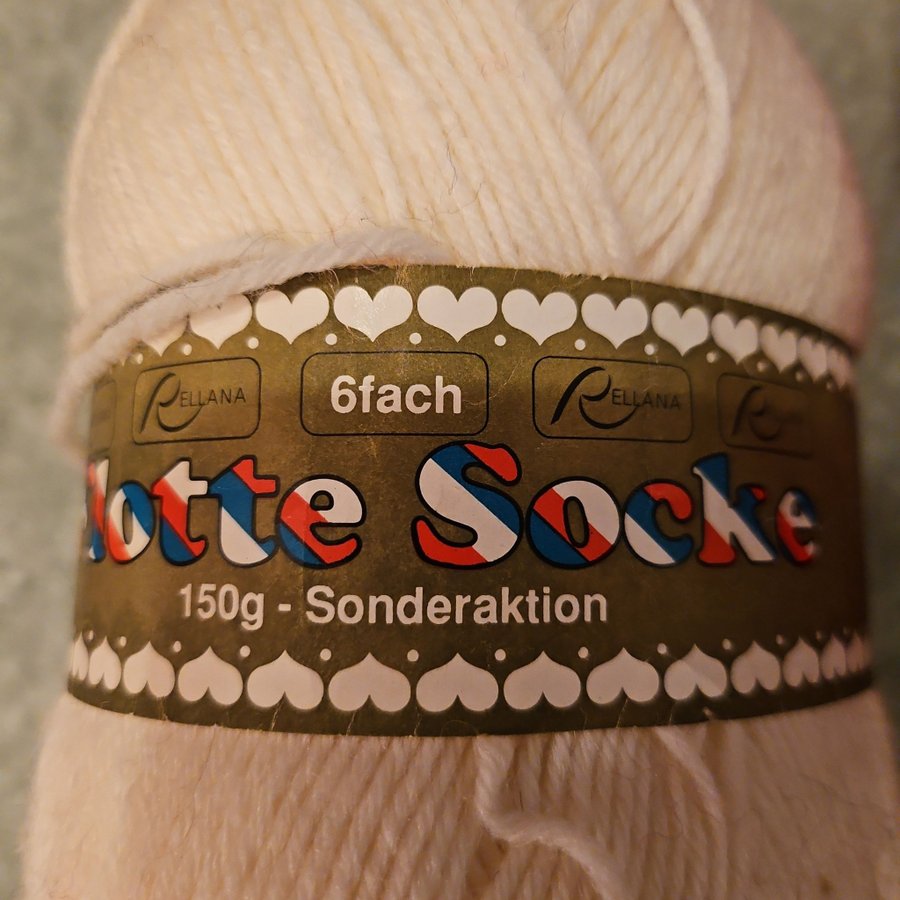 RELLANA 6fach RELLANA
lotte Socke
150g - Sonderaktion